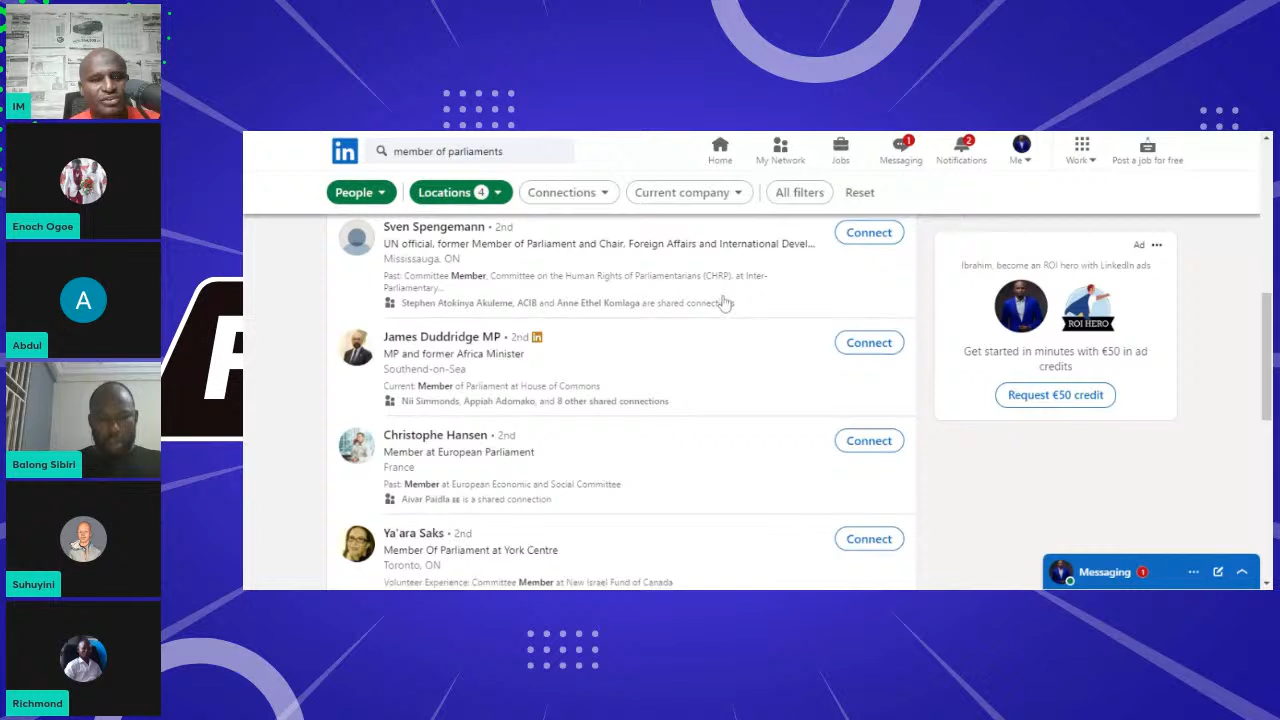 IM
Enoch Ogoe
A
Abdul
Balong Sibiri
Suhuyini
Richmond
in
member of parliaments
Home
My Network
Jobs
1
Messaging
2
Notifications
Me
Work
Post a job for free
People
Locations 4
Connections
Current company
All filters
Reset
Sven Spengemann • 2nd
UN official, former Member of Parliament and Chair, Foreign Affairs and International Devel...
Mississauga, ON
Past: Committee Member, Committee on the Human Rights of Parliamentarians (CHRP), at Inter-
Parliamentary...
Stephen Atokinya Akuleme, ACIB and Anne Ethel Komlaga are shared connections
Connect
James Duddridge MP • 2nd in
MP and former Africa Minister
Southend-on-Sea
Current: Member of Parliament at House of Commons
Nii Simmonds, Appiah Adomako, and 8 other shared connections
Connect
Christophe Hansen • 2nd
Member at European Parliament
France
Past: Member at European Economic and Social Committee
Aivar Paidla EE is a shared connection
Connect
Ya'ara Saks • 2nd
Member Of Parliament at York Centre
Toronto, ON
Volunteer Experience: Committee Member at New Israel Fund of Canada
Connect
Ad •••
Ibrahim, become an ROI hero with LinkedIn ads
ROI HERO
Get started in minutes with €50 in ad
credits
Request €50 credit
Messaging 1